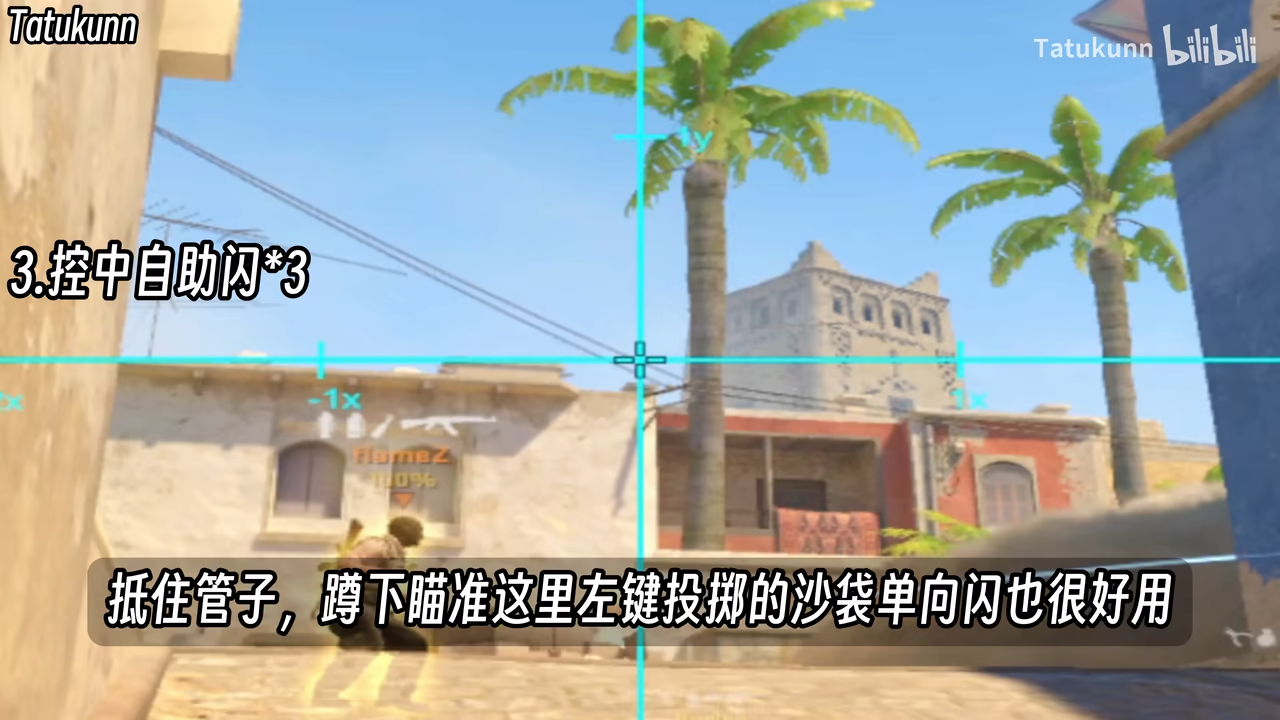 Tatukunn
Tatukunn bilibili
1y
3.控中自助闪*3
-1x
1x
flameZ
100%
抵住管子，蹲下瞄准这里左键投掷的沙袋单向闪也很好用